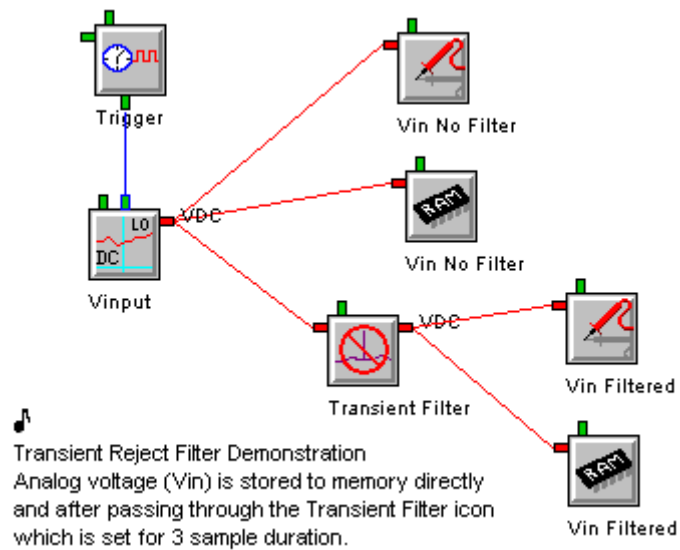 Trigger
Vin No Filter
RAM
Vin No Filter
VDC
LO
DC
Vinput
VDC
Transient Filter
Vin Filtered
RAM
Vin Filtered
Transient Reject Filter Demonstration
Analog voltage (Vin) is stored to memory directly
and after passing through the Transient Filter icon
which is set for 3 sample duration.